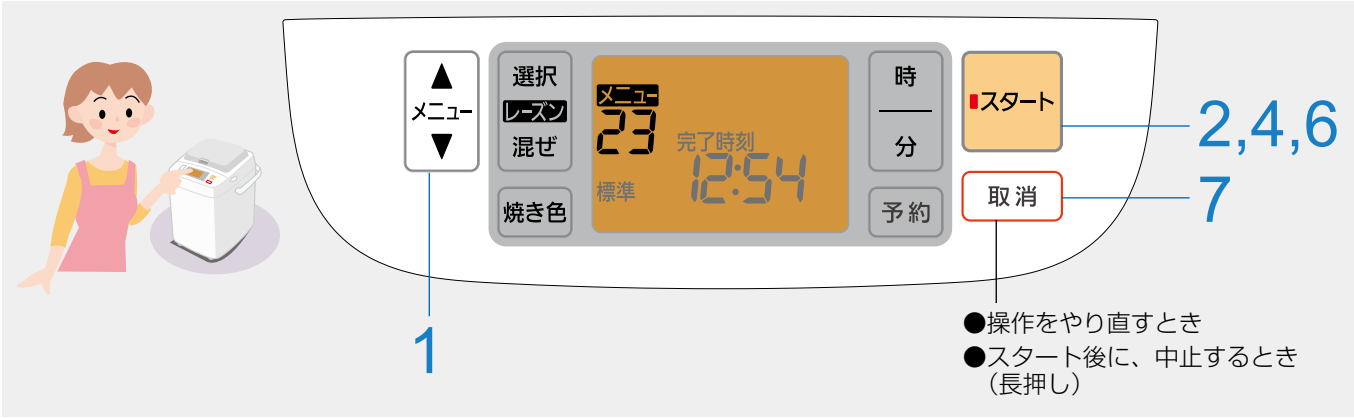 ▲
メニュー
▼
選択
レーズン
混ぜ
焼き色
メニュー
23
完了時刻
12:54
標準
時
分
予約
スタート
取消
1
2,4,6
7
●操作をやり直すとき
●スタート後に、中止するとき
（長押し）